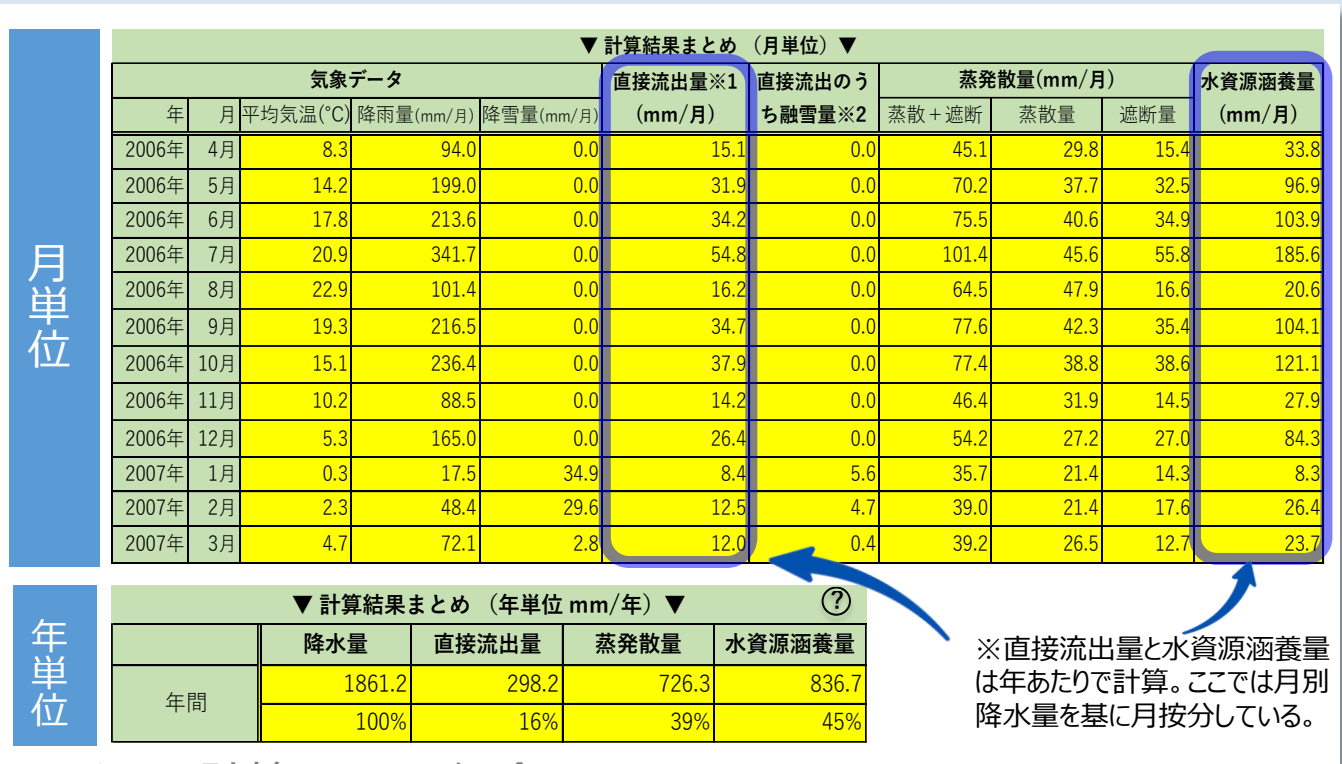 ▼ 計算結果まとめ （月単位）▼
気象データ 直接流出量※1 直接流出のう 蒸発散量(mm/月) 水資源涵養量
年 月 平均気温(°C) 降雨量(mm/月) 降雪量(mm/月) (mm/月) ち融雪量※2 蒸散＋遮断 蒸散量 遮断量 (mm/月)
2006年 4月 8.3 94.0 0.0 15.1 0.0 45.1 29.8 15.4 33.8
2006年 5月 14.2 199.0 0.0 31.9 0.0 70.2 37.7 32.5 96.9
2006年 6月 17.8 213.6 0.0 34.2 0.0 75.5 40.6 34.9 103.9
2006年 7月 20.9 341.7 0.0 54.8 0.0 101.4 45.6 55.8 185.6
2006年 8月 22.9 101.4 0.0 16.2 0.0 64.5 47.9 16.6 20.6
2006年 9月 19.3 216.5 0.0 34.7 0.0 77.6 42.3 35.4 104.1
2006年 10月 15.1 236.4 0.0 37.9 0.0 77.4 38.8 38.6 121.1
2006年 11月 10.2 88.5 0.0 14.2 0.0 46.4 31.9 14.5 27.9
2006年 12月 5.3 165.0 0.0 26.4 0.0 54.2 27.2 27.0 84.3
2007年 1月 0.3 17.5 34.9 8.4 5.6 35.7 21.4 14.3 8.3
2007年 2月 2.3 48.4 29.6 12.5 4.7 39.0 21.4 17.6 26.4
2007年 3月 4.7 72.1 2.8 12.0 0.4 39.2 26.5 12.7 23.7
月単位
▼ 計算結果まとめ （年単位 mm/年）▼ ?
降水量 直接流出量 蒸発散量 水資源涵養量
年間 1861.2 298.2 726.3 836.7
100% 16% 39% 45%
年単位
※直接流出量と水資源涵養量
は年あたりで計算。ここでは月別
降水量を基に月按分している。